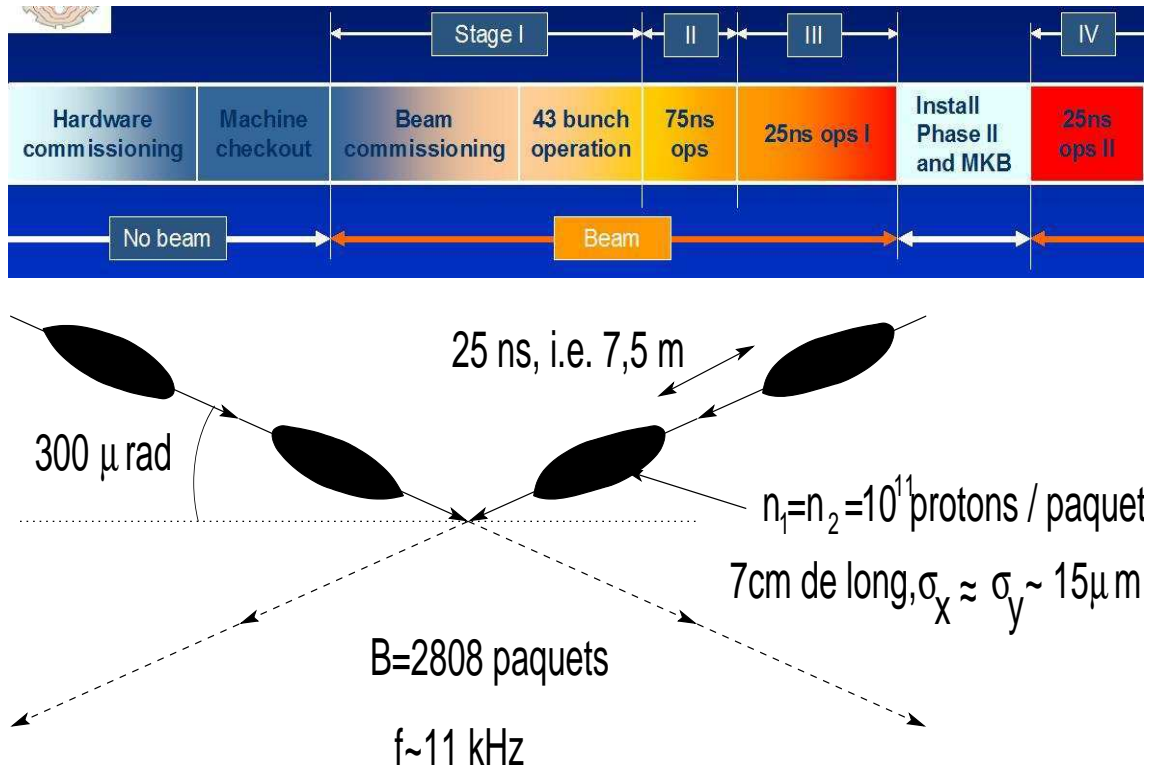 Stage I
II
III
IV
Hardware commissioning
Machine checkout
Beam commissioning
43 bunch operation
75ns ops
25ns ops I
Install Phase II and MKB
25ns ops II
No beam
Beam
25 ns, i.e. 7,5 m
300 μ rad
n₁=n₂=10¹¹protons / paquet
7cm de long,σₓ ≈ σᵧ~ 15μ m
B=2808 paquets
f~11 kHz